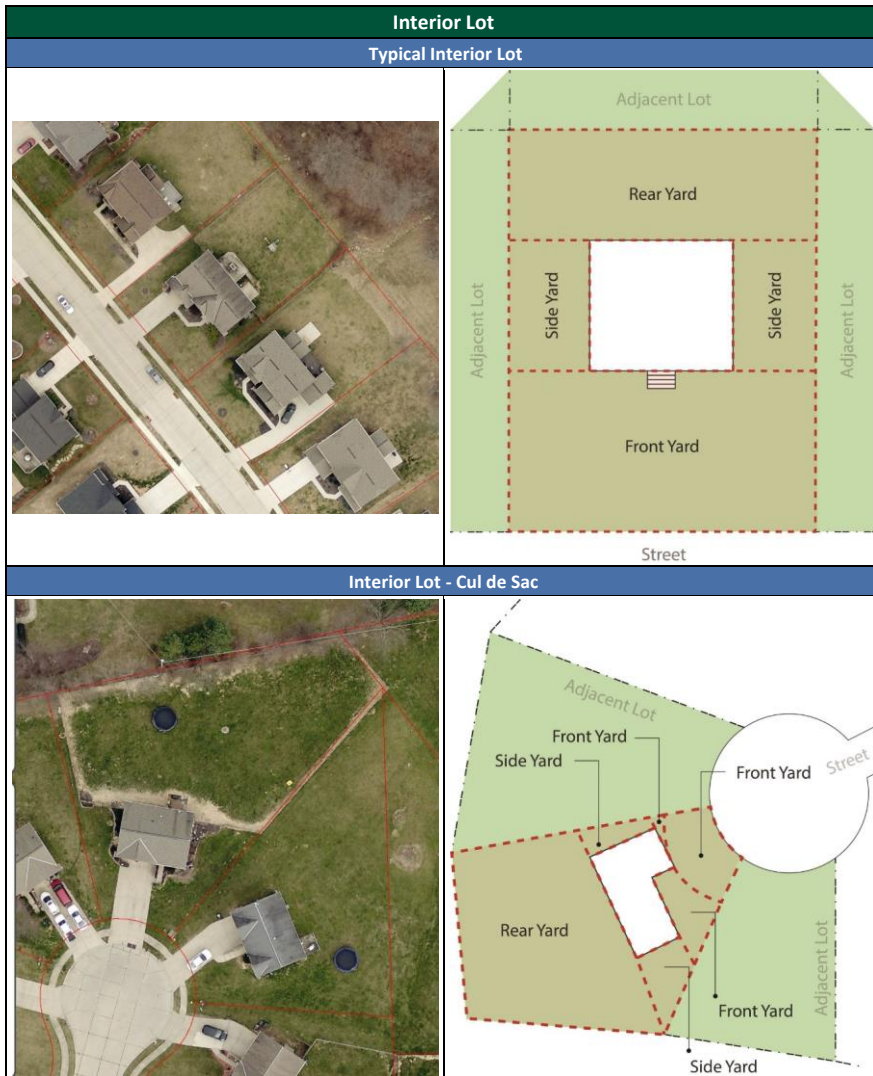 Interior Lot
Typical Interior Lot
Adjacent Lot
Rear Yard
Adjacent Lot
Side Yard
Side Yard
Adjacent Lot
Front Yard
Street
Interior Lot - Cul de Sac
Adjacent Lot
Front Yard
Side Yard
Front Yard
Street
Rear Yard
Adjacent Lot
Front Yard
Side Yard